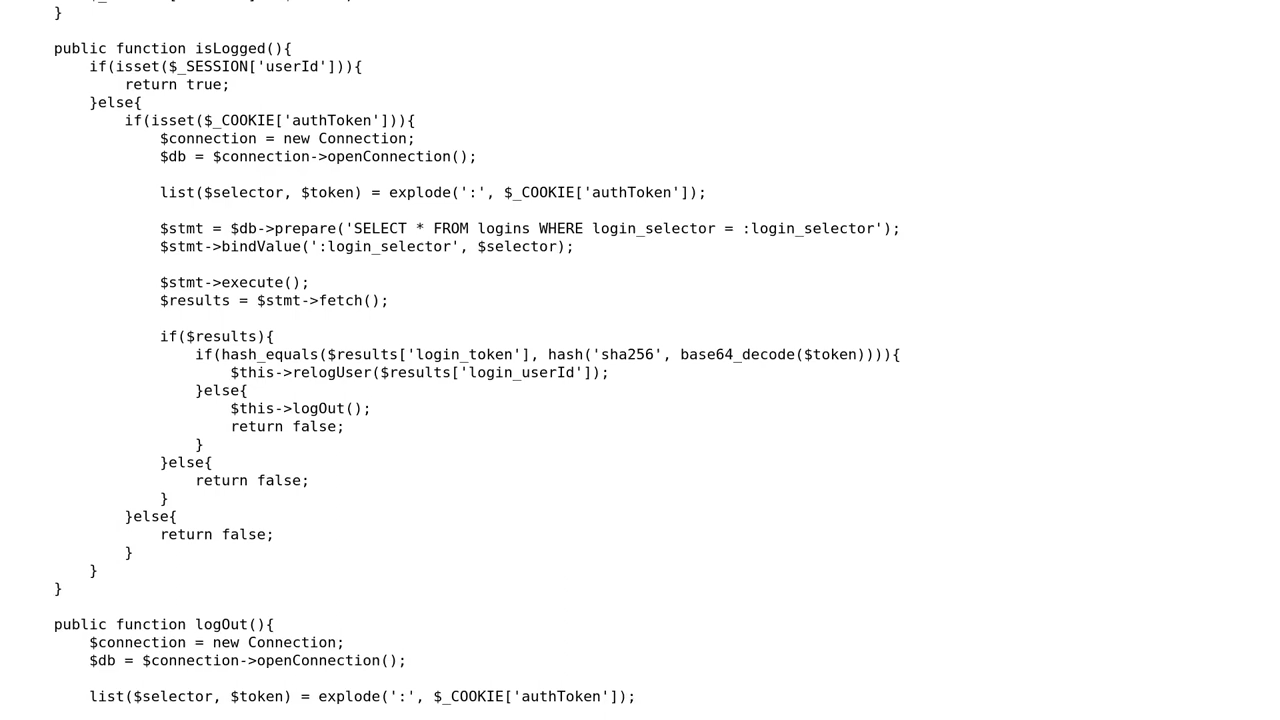 }
public function isLogged(){
if(isset($_SESSION['userId'])){
return true;
}else{
if(isset($_COOKIE['authToken'])){
$connection = new Connection;
$db = $connection->openConnection();
list($selector, $token) = explode(':', $_COOKIE['authToken']);
$stmt = $db->prepare('SELECT * FROM logins WHERE login_selector = :login_selector');
$stmt->bindValue(':login_selector', $selector);
$stmt->execute();
$results = $stmt->fetch();
if($results){
if(hash_equals($results['login_token'], hash('sha256', base64_decode($token)))){
$this->relogUser($results['login_userId']);
}else{
$this->logOut();
return false;
}
}else{
return false;
}
}else{
return false;
}
}
}
public function logOut(){
$connection = new Connection;
$db = $connection->openConnection();
list($selector, $token) = explode(':', $_COOKIE['authToken']);